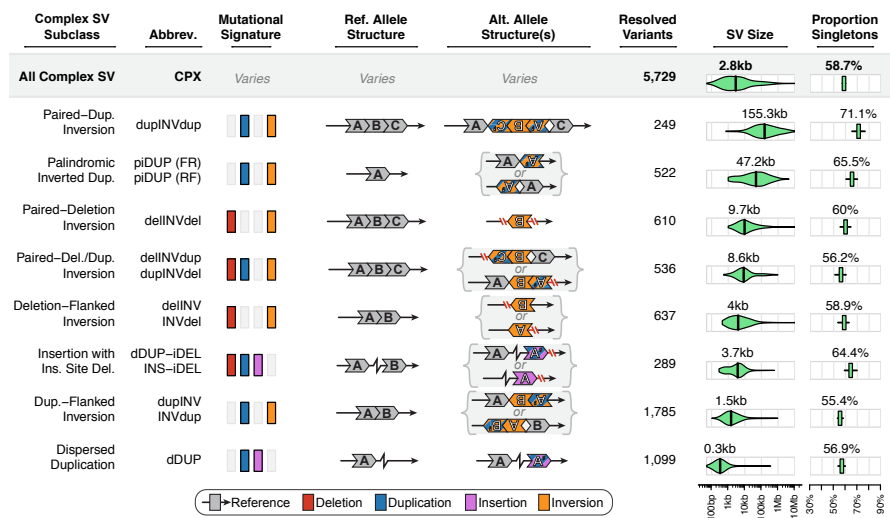 Complex SV Subclass
Abbrev.
Mutational Signature
Ref. Allele Structure
Alt. Allele Structure(s)
Resolved Variants
SV Size
Proportion Singletons
All Complex SV CPX Varies Varies Varies 5,729 2.8kb 58.7%
Paired–Dup. Inversion dupINVdup A B C A C B A C 249 155.3kb 71.1%
Palindromic Inverted Dup. piDUP (FR) piDUP (RF) A A A or A A 522 47.2kb 65.5%
Paired–Deletion Inversion delINVdel A B C B 610 9.7kb 60%
Paired–Del./Dup. Inversion delINVdup dupINVdel A B C C B C or A B A 536 8.6kb 56.2%
Deletion–Flanked Inversion delINV INVdel A B B or A 637 4kb 58.9%
Insertion with Ins. Site Del. dDUP–iDEL INS–iDEL A B A A or A 289 3.7kb 64.4%
Dup.–Flanked Inversion dupINV INVdup A B A B A or B A B 1,785 1.5kb 55.4%
Dispersed Duplication dDUP A A A 1,099 0.3kb 56.9%
Reference Deletion Duplication Insertion Inversion
100bp 1kb 10kb 100kb 1Mb 10Mb
30% 50% 70% 90%